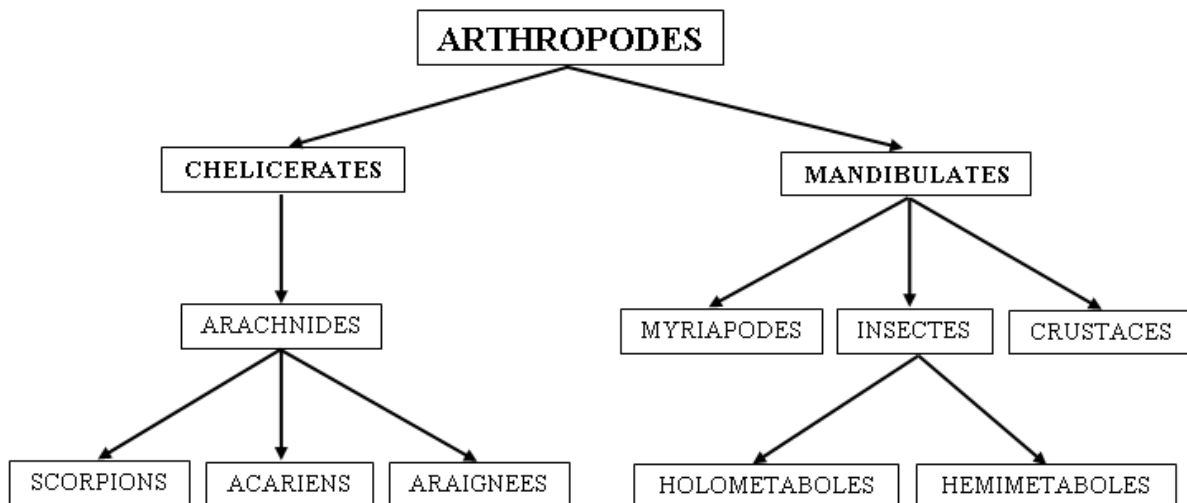 ARTHROPODES
CHELICERATES
MANDIBULATES
ARACHNIDES
MYRIAPODES
INSECTES
CRUSTACES
SCORPIONS
ACARIENS
ARAIGNEES
HOLOMETABOLES
HEMIMETABOLES